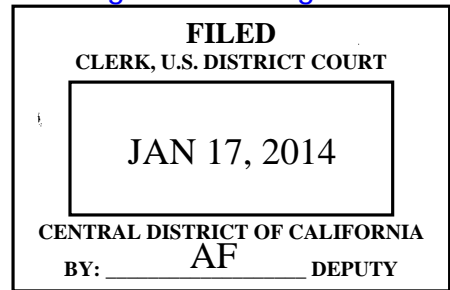 FILED
CLERK, U.S. DISTRICT COURT
JAN 17, 2014
CENTRAL DISTRICT OF CALIFORNIA
BY: AF DEPUTY